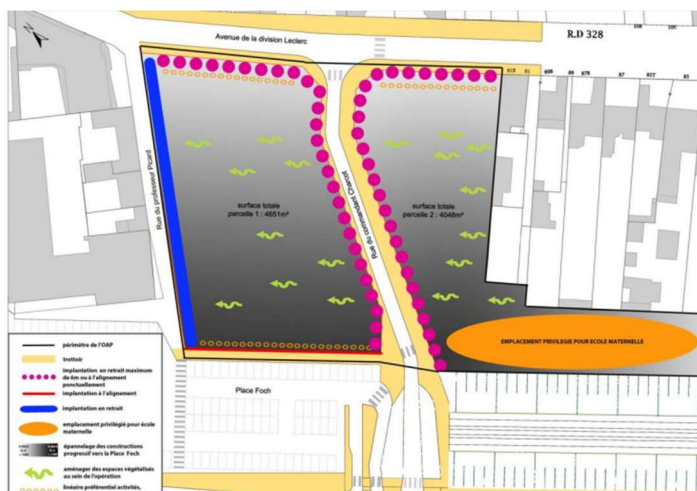 Avenue de la division Leclerc
R.D 328
Rue du professeur Picard
surface totale
parcelle 1 : 4651m²
Rue du commandant Charcot
surface totale
parcelle 2 : 4048m²
EMPLACEMENT PRIVILEGIE POUR ECOLE MATERNELLE
Place Foch
périmètre de l'OAP
trottoir
implantation en retrait maximum
de 6m ou à l'alignement
ponctuellement
implantation à l'alignement
implantation en retrait
emplacement privilégié pour école
maternelle
épannelage des constructions
progressif vers la Place Foch
aménager des espaces végétalisés
au sein de l'opération
linéaire préférentiel activités,